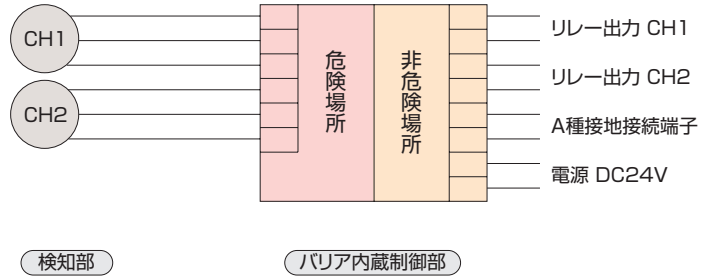 CH1
CH2
危険場所
非危険場所
リレー出力 CH1
リレー出力 CH2
A種接地接続端子
電源 DC24V
検知部
バリア内蔵制御部